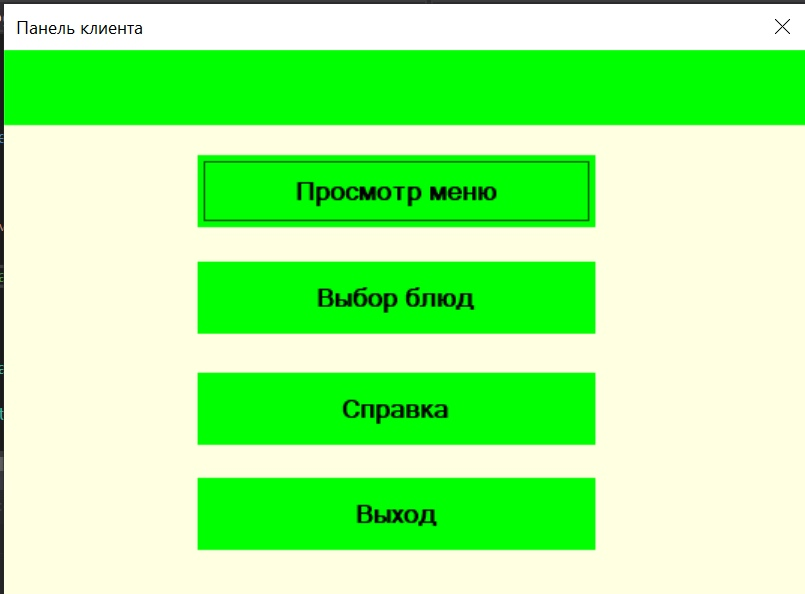 Панель клиента
Просмотр меню
Выбор блюд
Справка
Выход